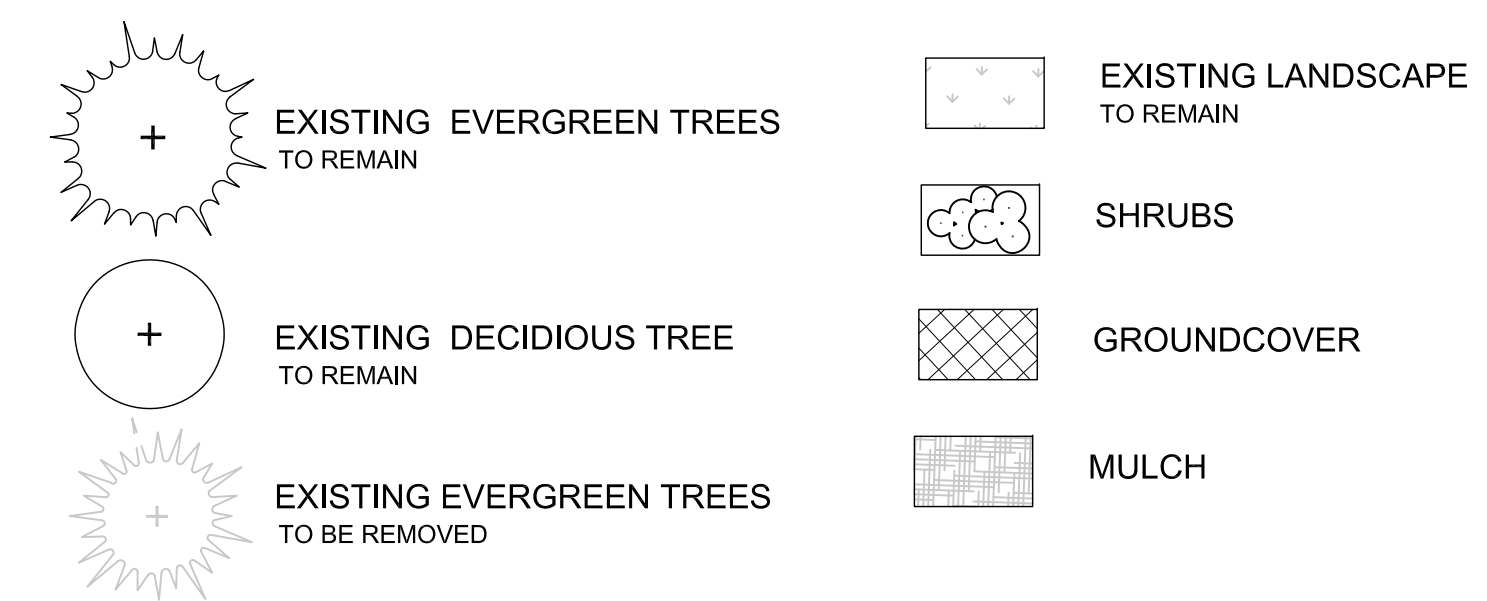 EXISTING EVERGREEN TREES
TO REMAIN
EXISTING DECIDIOUS TREE
TO REMAIN
EXISTING EVERGREEN TREES
TO BE REMOVED
EXISTING LANDSCAPE
TO REMAIN
SHRUBS
GROUNDCOVER
MULCH